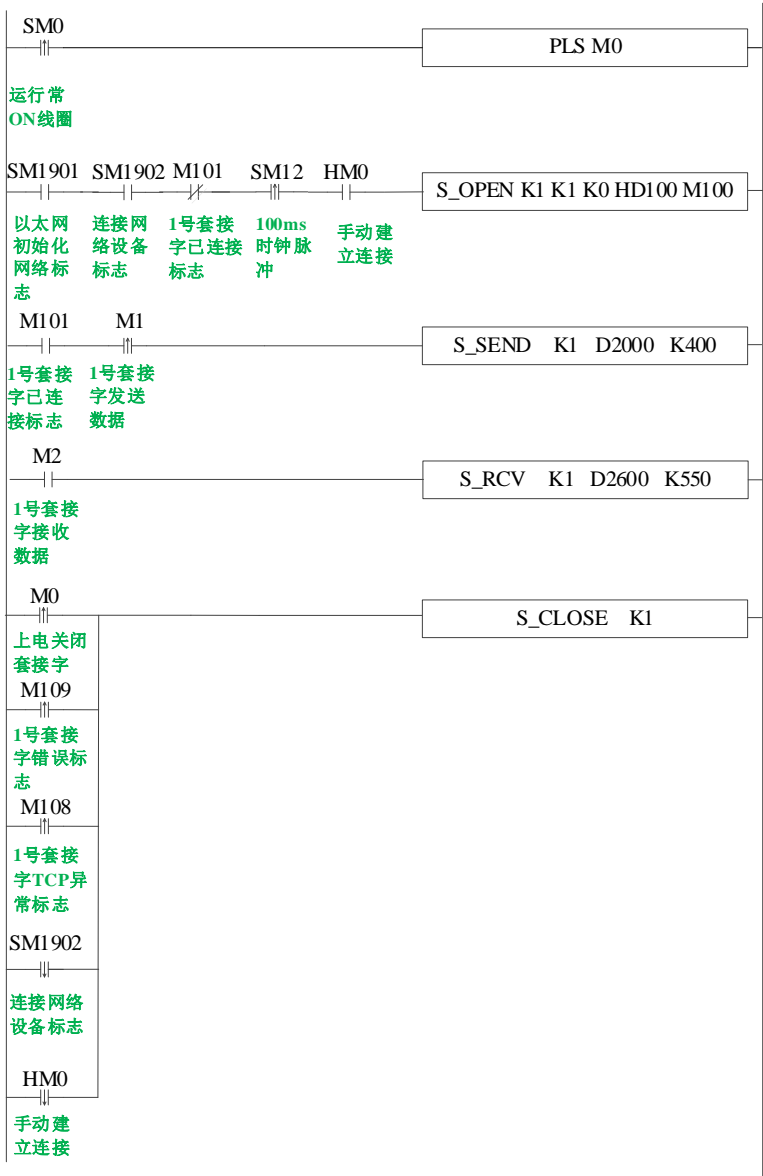 SM0
PLS M0
运行常
ON线圈
SM1901 SM1902 M101 SM12 HM0
S_OPEN K1 K1 K0 HD100 M100
以太网
初始化
网络标
志
连接网
络设备
标志
1号套接
字已连接
标志
100ms
时钟脉
冲
手动建
立连接
M101 M1
S_SEND K1 D2000 K400
1号套接
字已连
接标志
1号套接
字发送
数据
M2
S_RCV K1 D2600 K550
1号套接
字接收
数据
M0
S_CLOSE K1
上电关闭
套接字
M109
1号套接
字错误标
志
M108
1号套接
字TCP异
常标志
SM1902
连接网络
设备标志
HM0
手动建
立连接